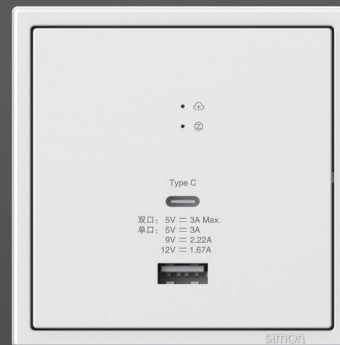 Type C
双口: 5V ⎓ 3A Max.
单口: 5V ⎓ 3A
9V ⎓ 2.22A
12V ⎓ 1.67A
simon